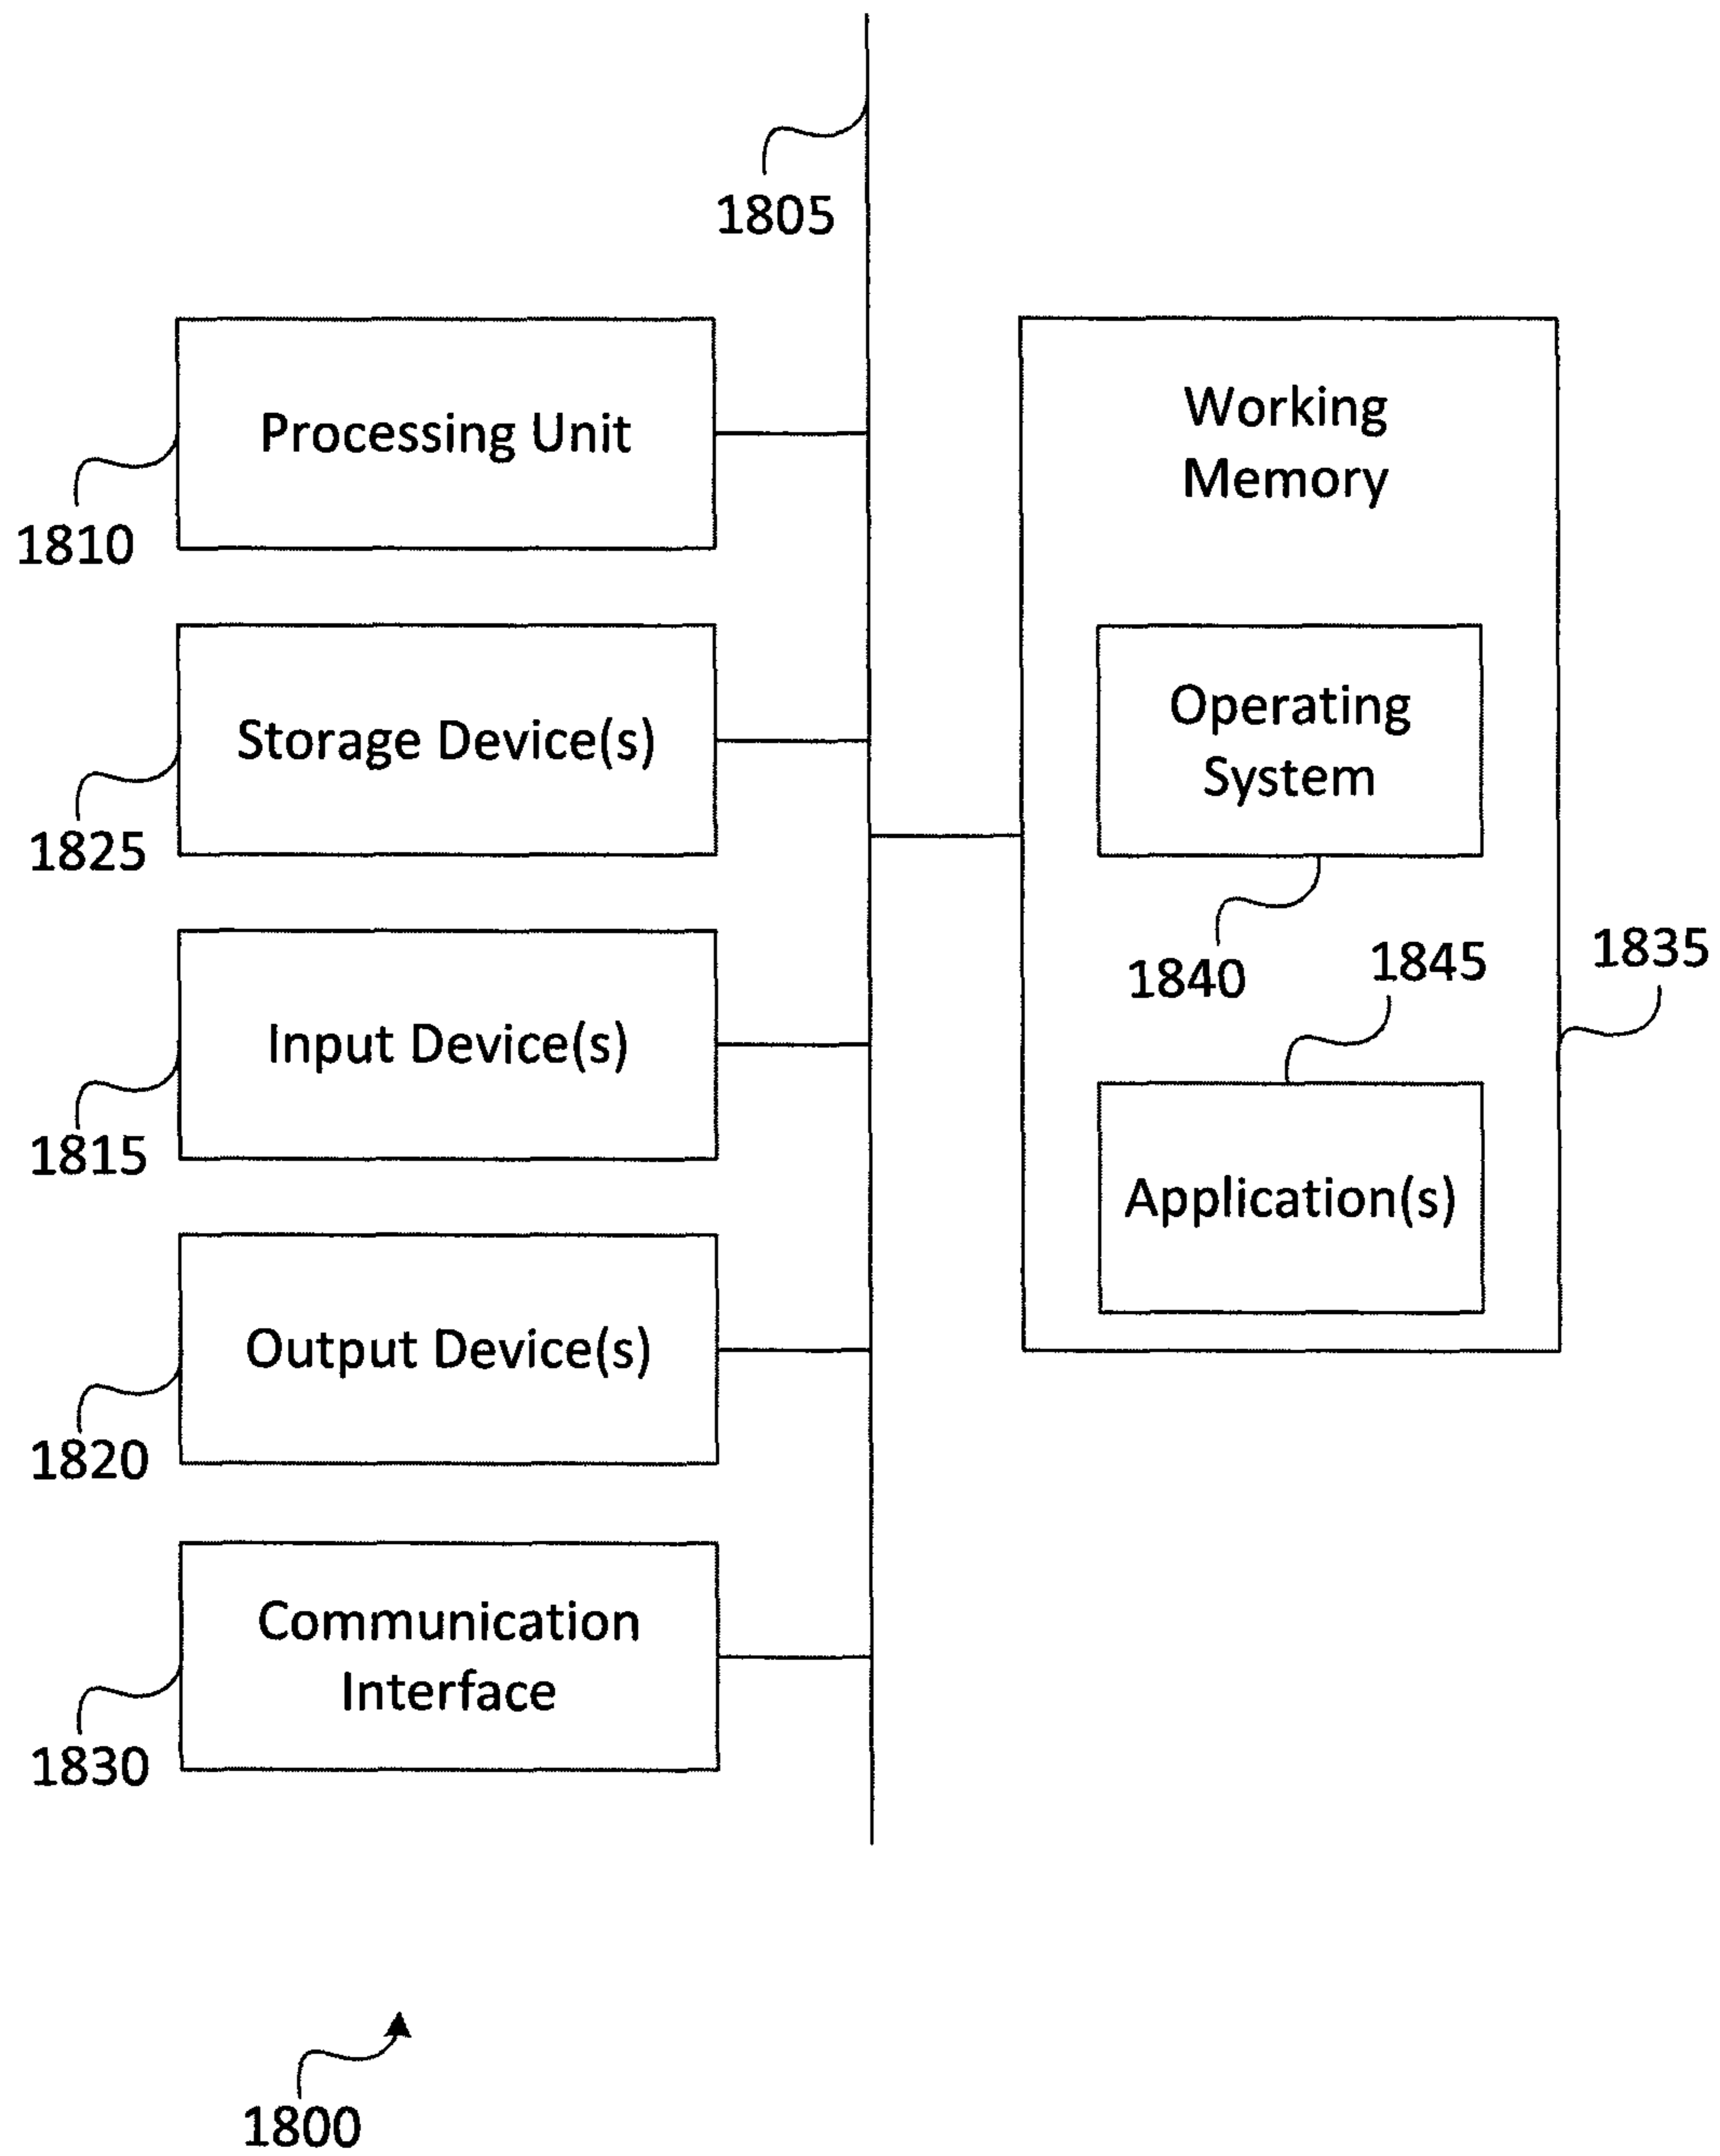 1805
Processing Unit
1810
Storage Device(s)
1825
Input Device(s)
1815
Output Device(s)
1820
Communication
Interface
1830
Working
Memory
Operating
System
1840
1845
1835
Application(s)
1800